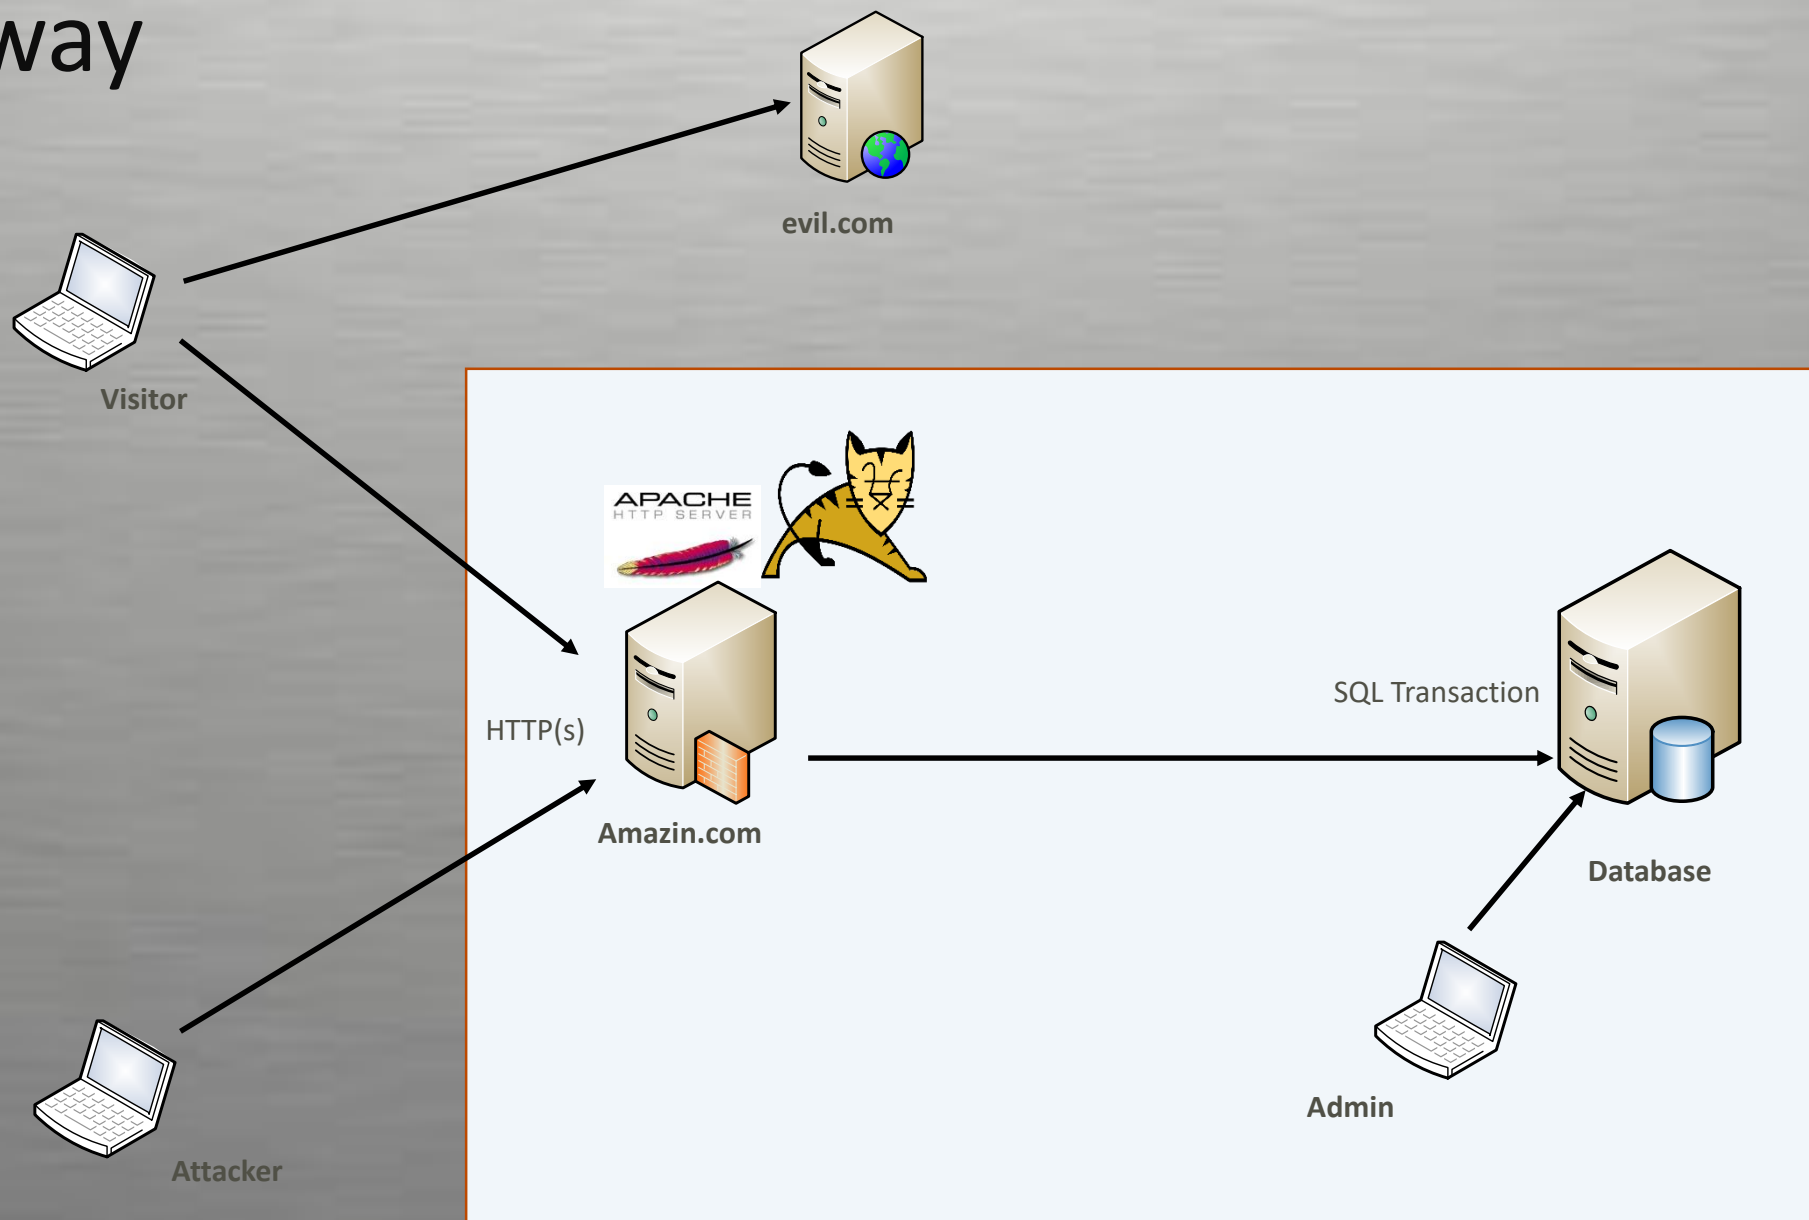 way
evil.com
Visitor
APACHE
HTTP SERVER
SQL Transaction
HTTP(s)
Amazin.com
Database
Admin
Attacker